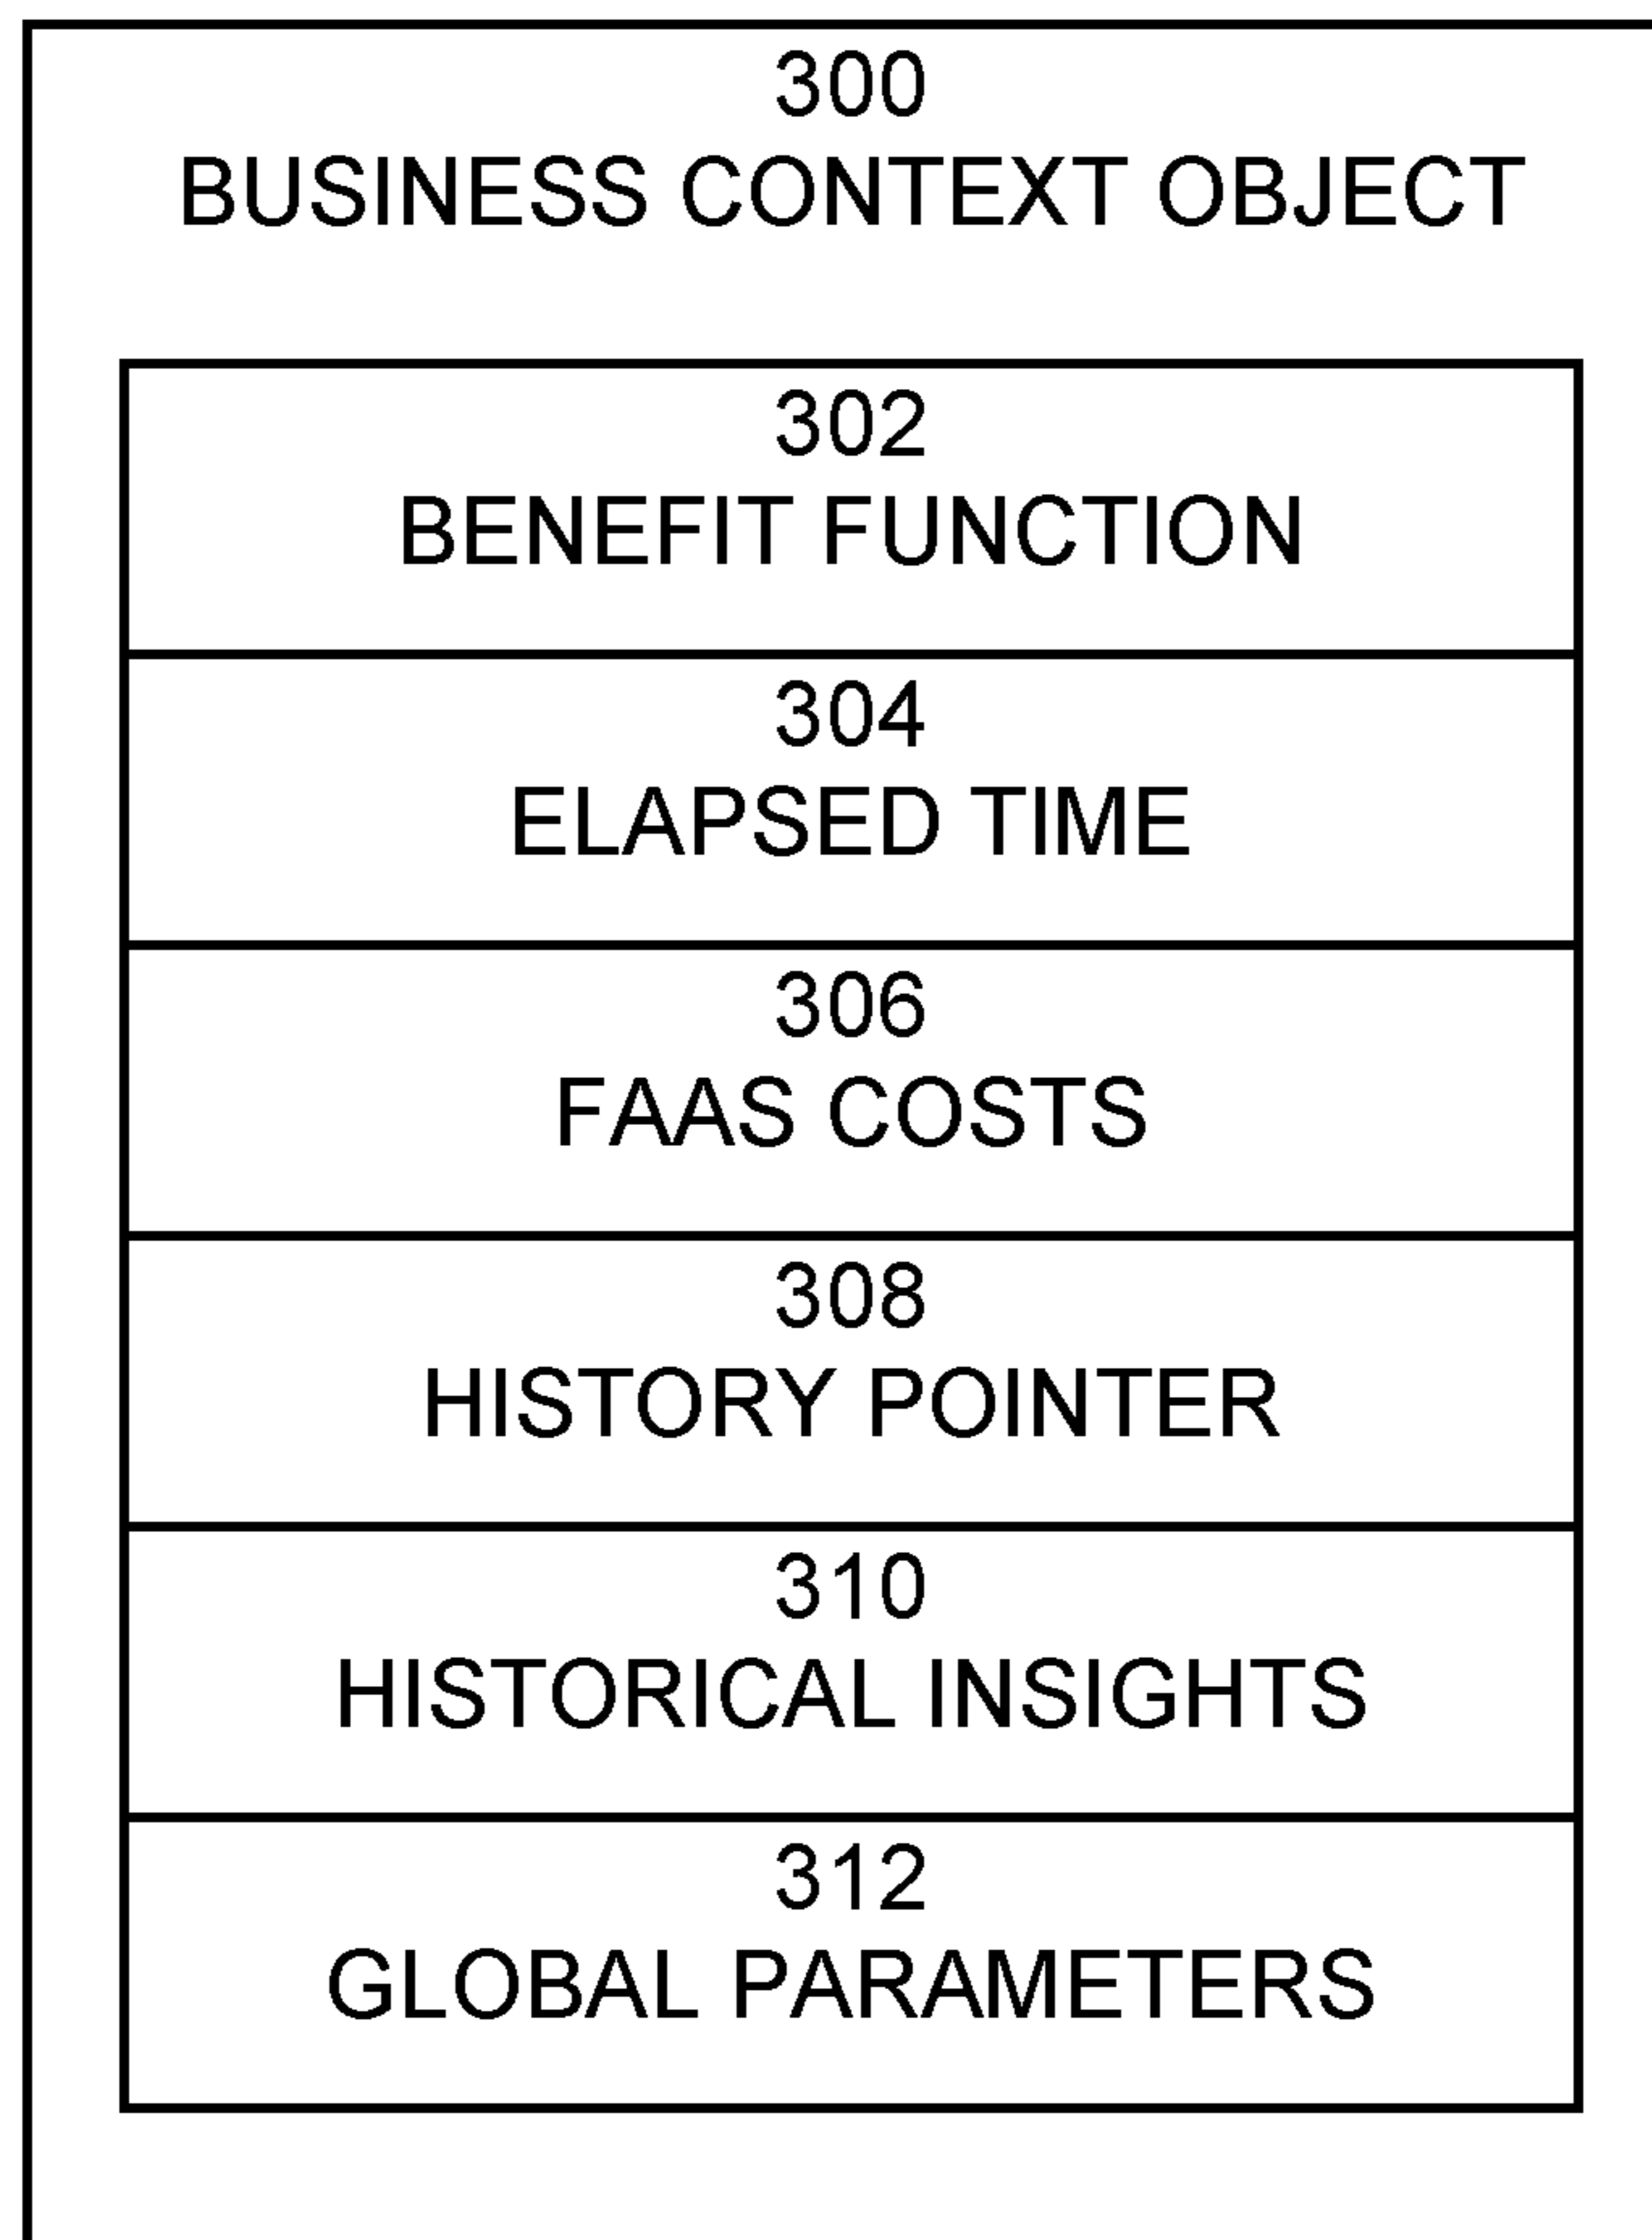 300
BUSINESS CONTEXT OBJECT
302
BENEFIT FUNCTION
304
ELAPSED TIME
306
FAAS COSTS
308
HISTORY POINTER
310
HISTORICAL INSIGHTS
312
GLOBAL PARAMETERS